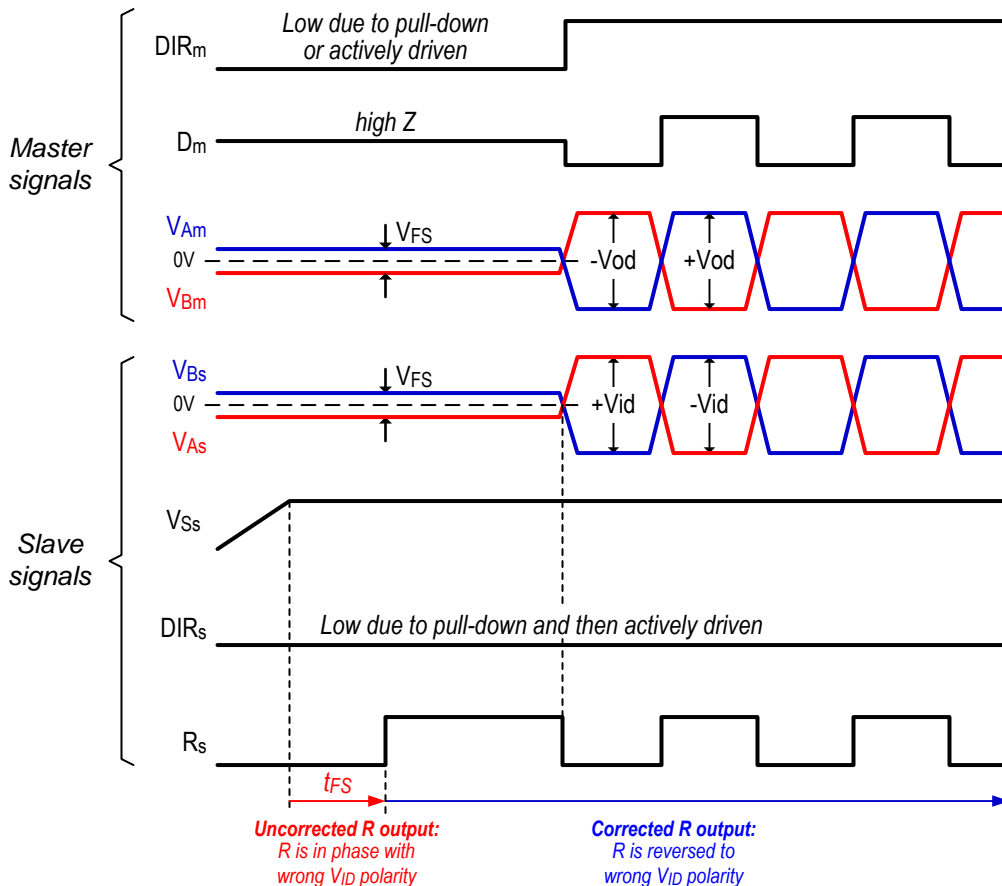 Low due to pull-down
or actively driven
DIRm
high Z
Dm
Master
signals
VAm
VFS
0V
-Vod
+Vod
VBm
VBs
VFS
0V
+Vid
-Vid
VAs
VSs
Slave
signals
DIRs
Low due to pull-down and then actively driven
Rs
tFS
Uncorrected R output:
R is in phase with
wrong VID polarity
Corrected R output:
R is reversed to
wrong VID polarity